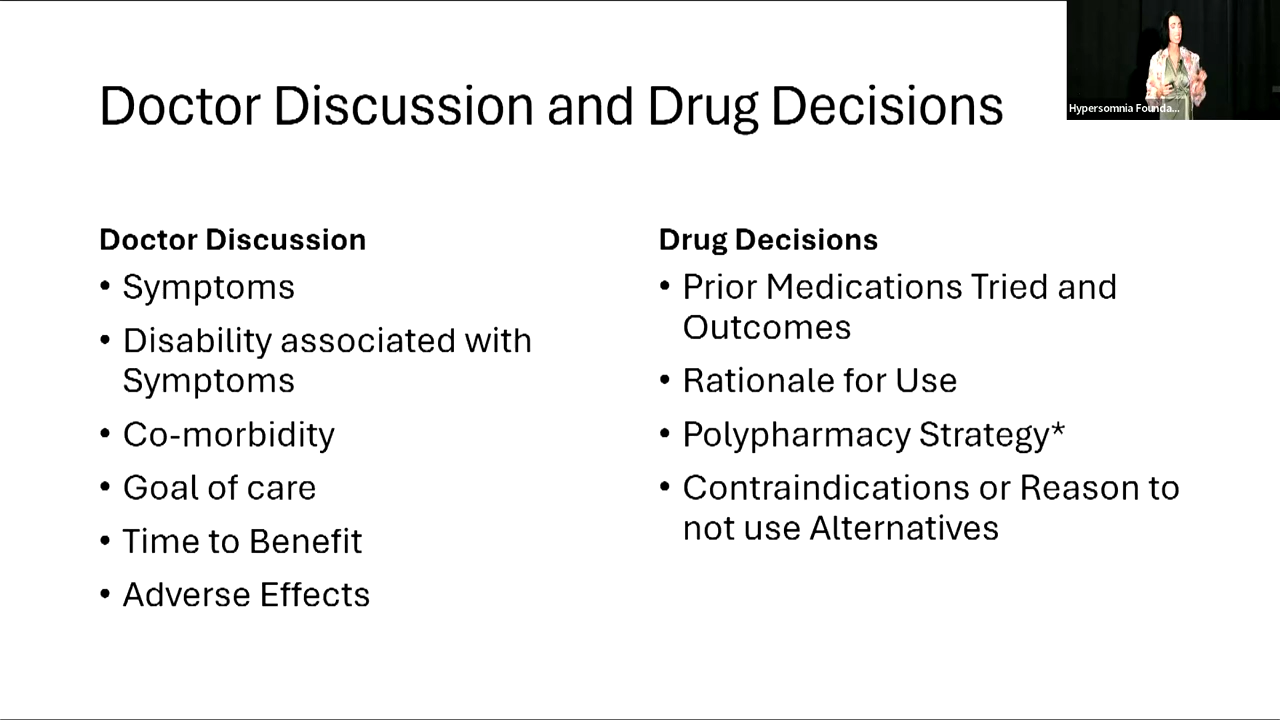 Doctor Discussion and Drug Decisions
Hypersomnia Founda...
Doctor Discussion
• Symptoms
• Disability associated with
Symptoms
• Co-morbidity
• Goal of care
• Time to Benefit
• Adverse Effects
Drug Decisions
• Prior Medications Tried and
Outcomes
• Rationale for Use
• Polypharmacy Strategy*
• Contraindications or Reason to
not use Alternatives